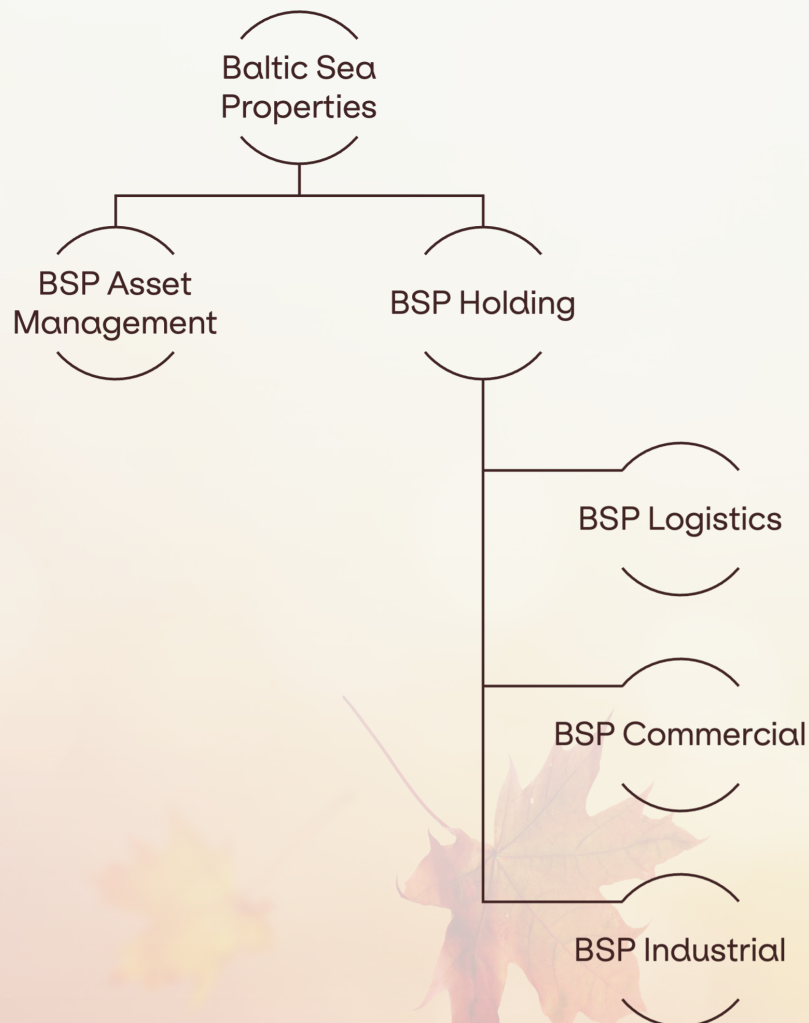 Baltic Sea
Properties
BSP Asset
Management
BSP Holding
BSP Logistics
BSP Commercial
BSP Industrial